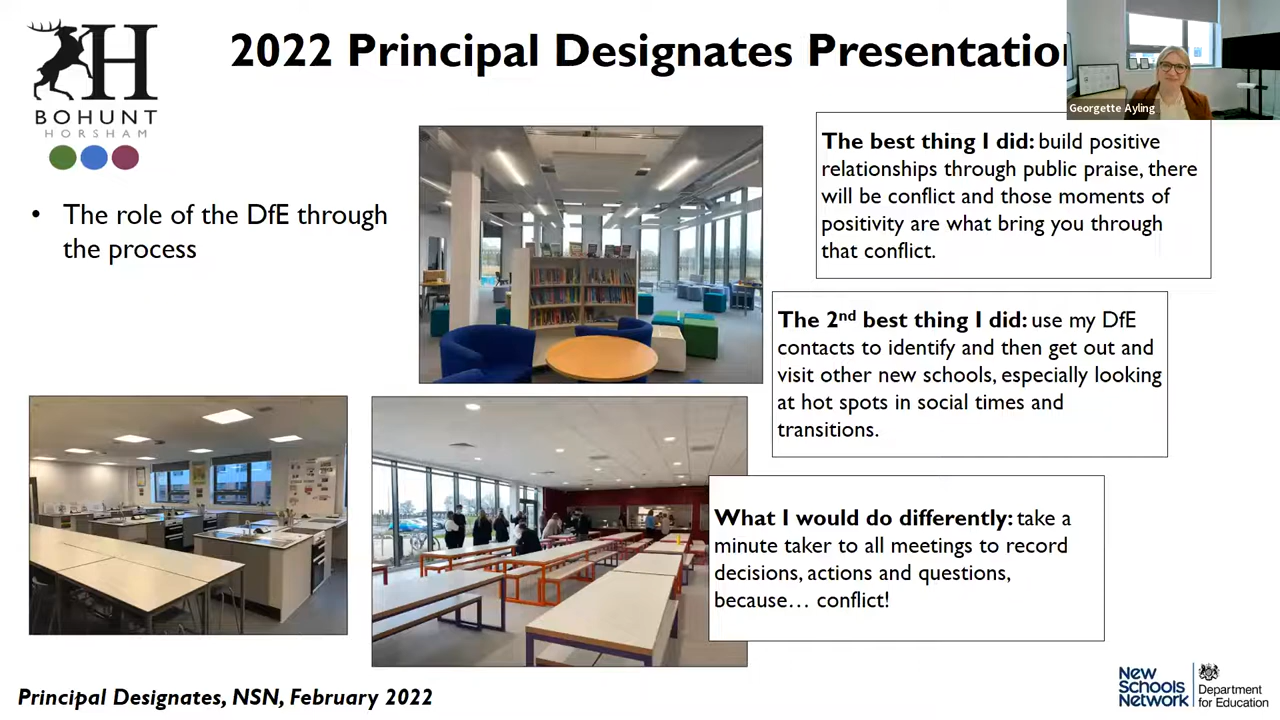 H
BOHUNT
HORSHAM
2022 Principal Designates Presentation
Georgette Ayling
• The role of the DfE through
the process
The best thing I did: build positive
relationships through public praise, there
will be conflict and those moments of
positivity are what bring you through
that conflict.
The 2nd best thing I did: use my DfE
contacts to identify and then get out and
visit other new schools, especially looking
at hot spots in social times and
transitions.
What I would do differently: take a
minute taker to all meetings to record
decisions, actions and questions,
because… conflict!
Principal Designates, NSN, February 2022
New
Schools
Network
Department
for Education